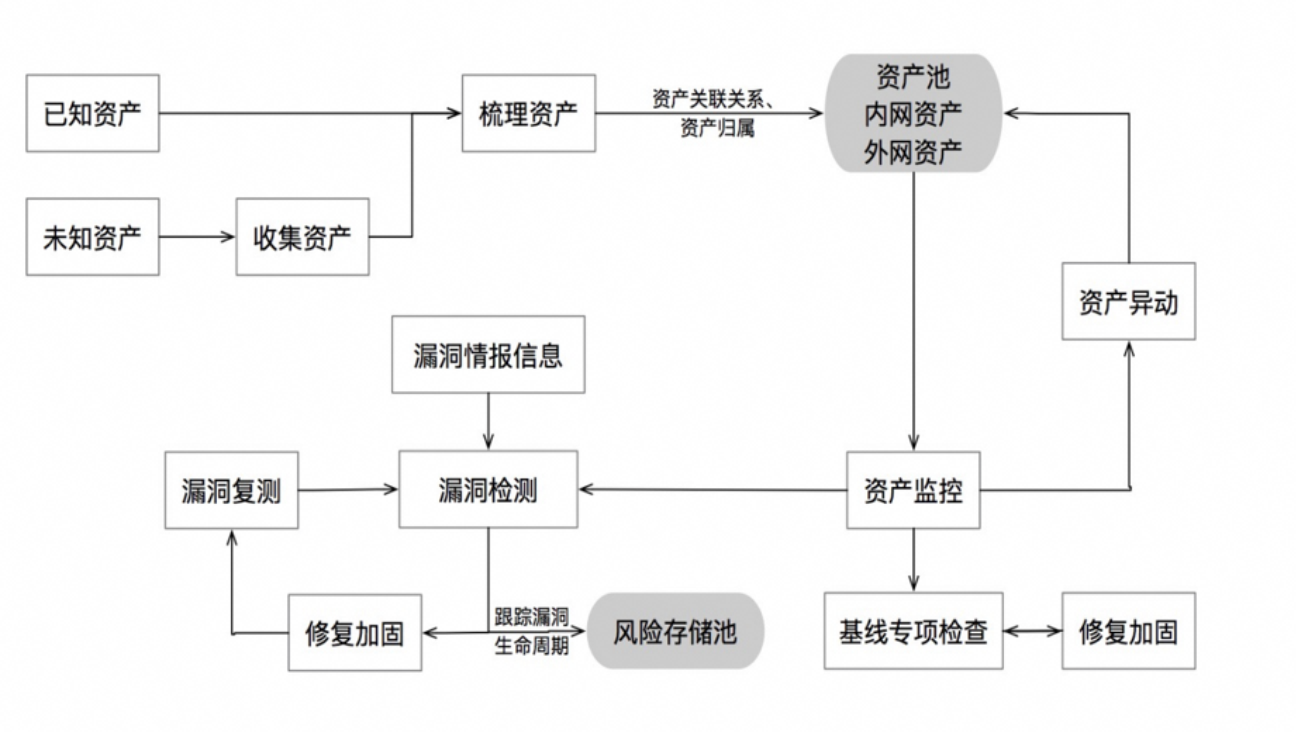 已知资产
梳理资产
资产关联关系、
资产归属
资产池
内网资产
外网资产
未知资产
收集资产
资产异动
漏洞情报信息
漏洞复测
漏洞检测
资产监控
修复加固
跟踪漏洞
生命周期
风险存储池
基线专项检查
修复加固